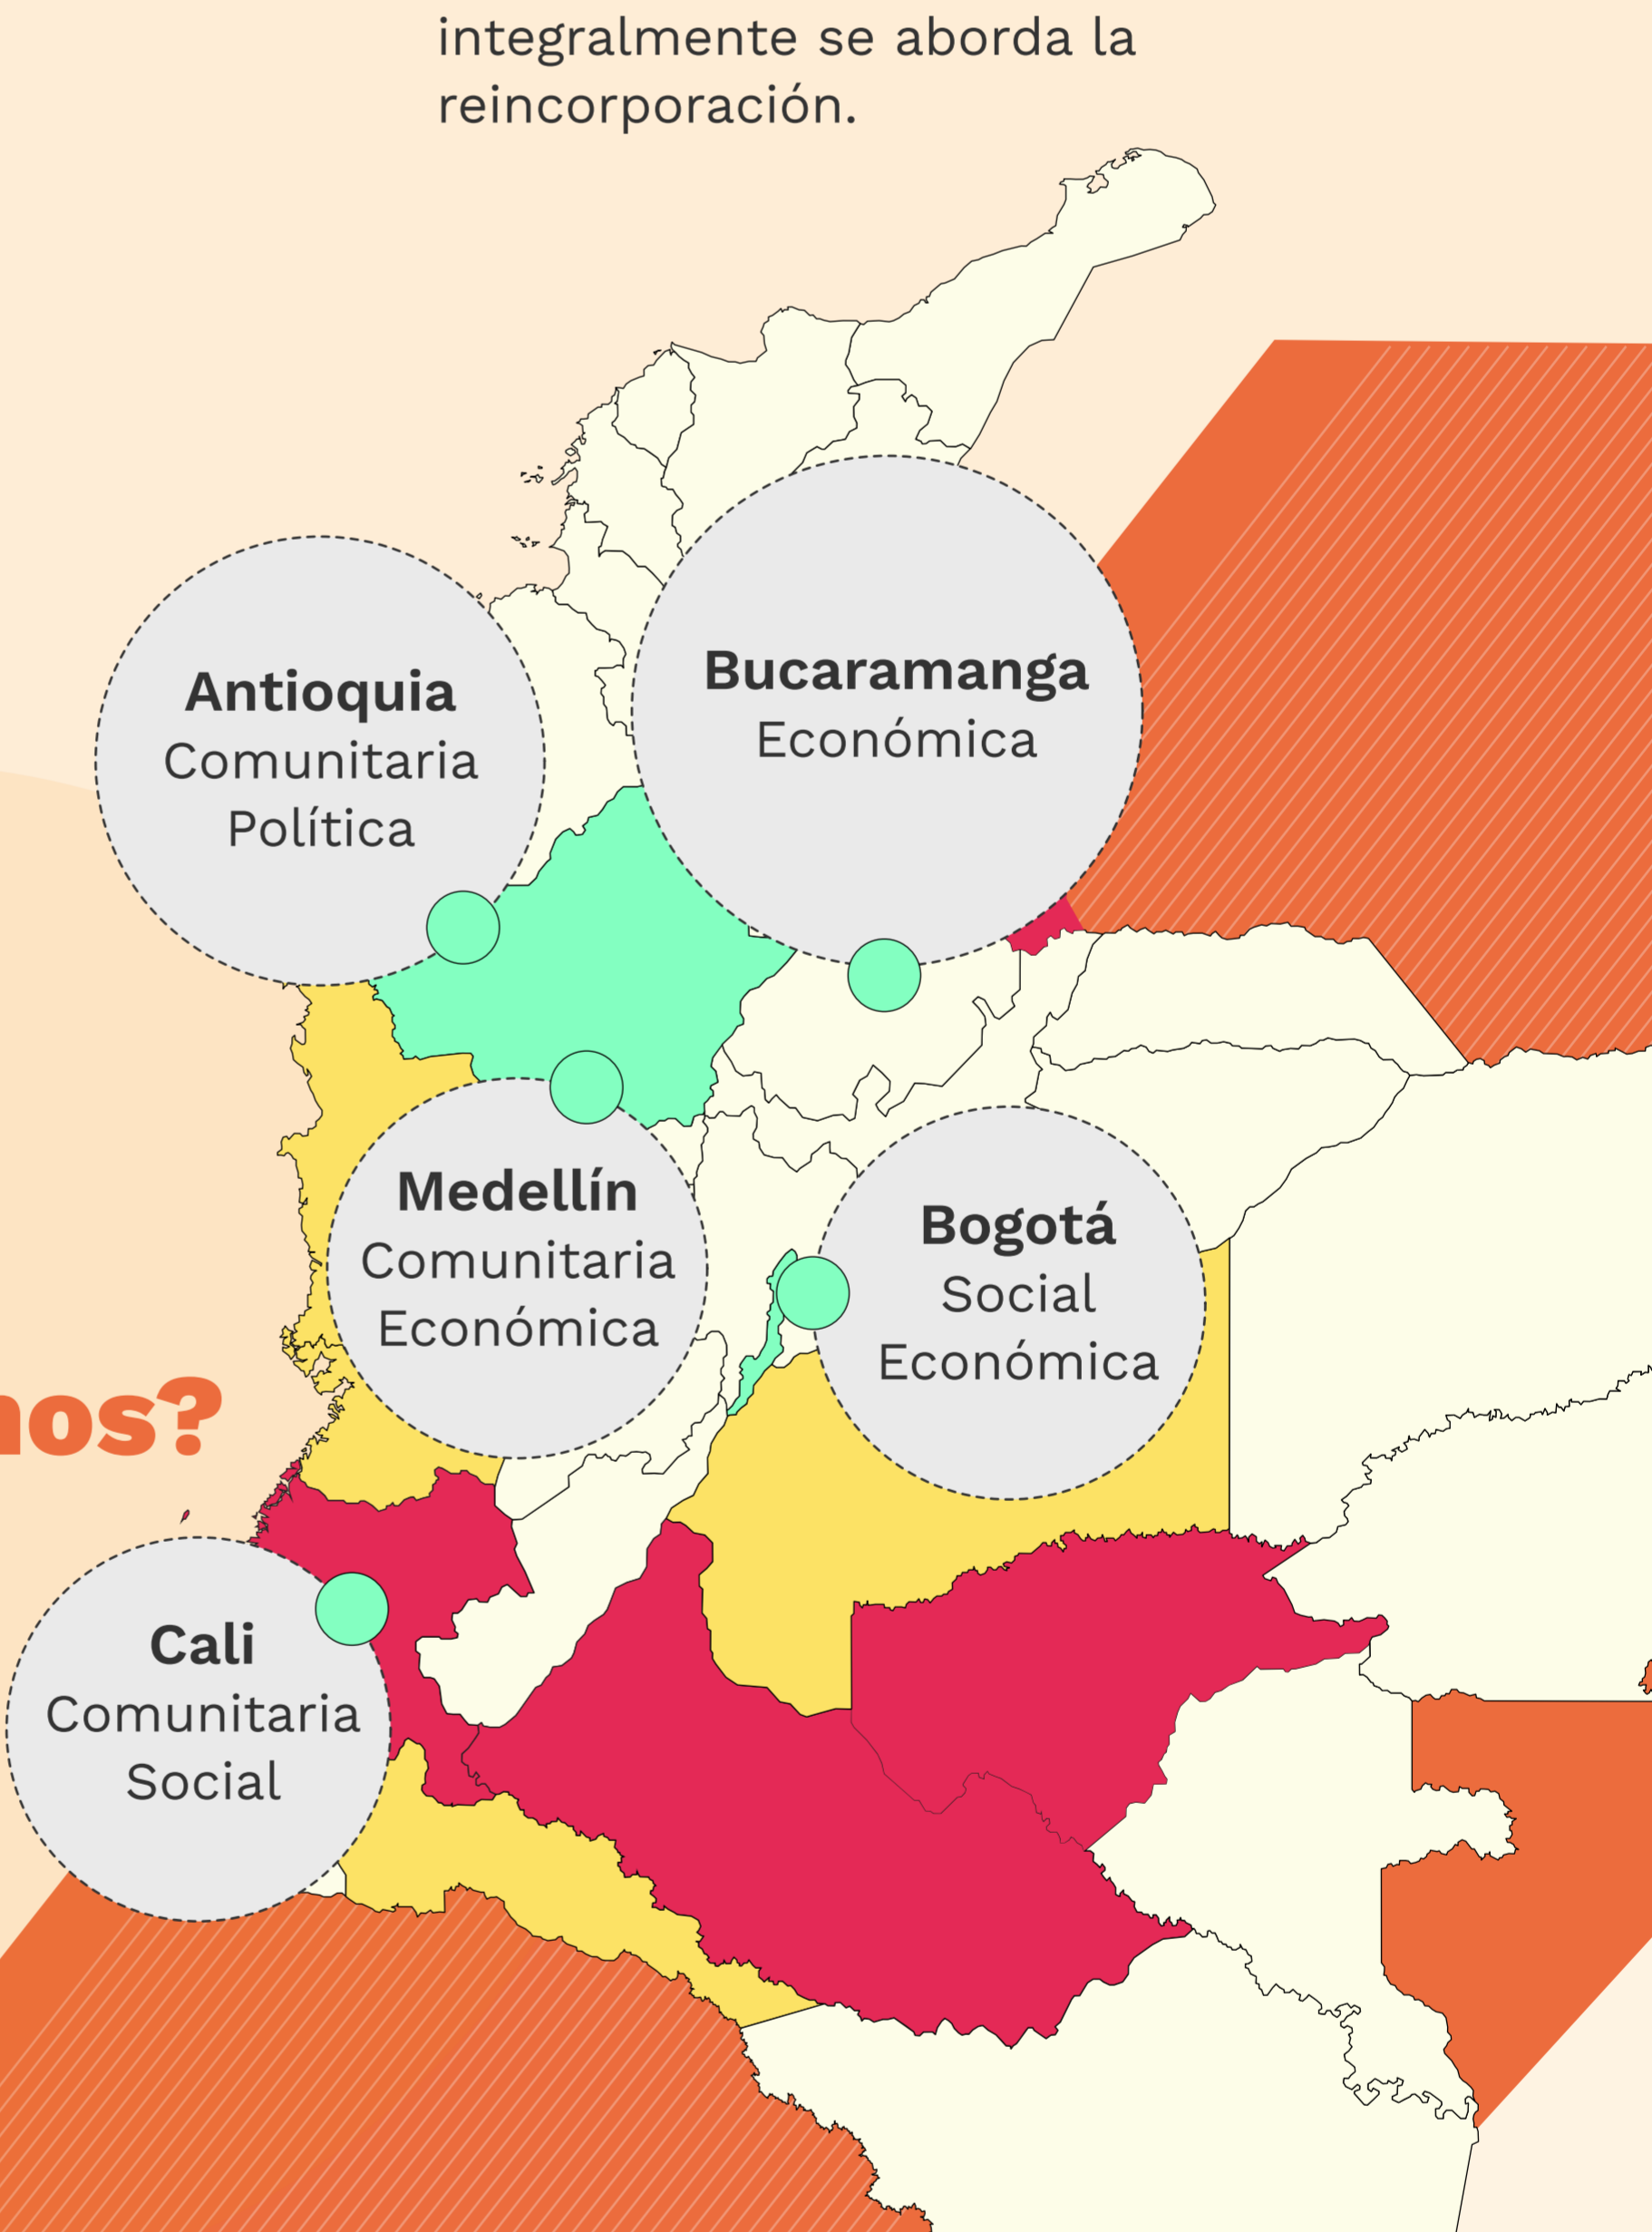 integralmente se aborda la
reincorporación.
Antioquia
Comunitaria
Política
Bucaramanga
Económica
Medellín
Comunitaria
Económica
Bogotá
Social
Económica
nos?
Cali
Comunitaria
Social